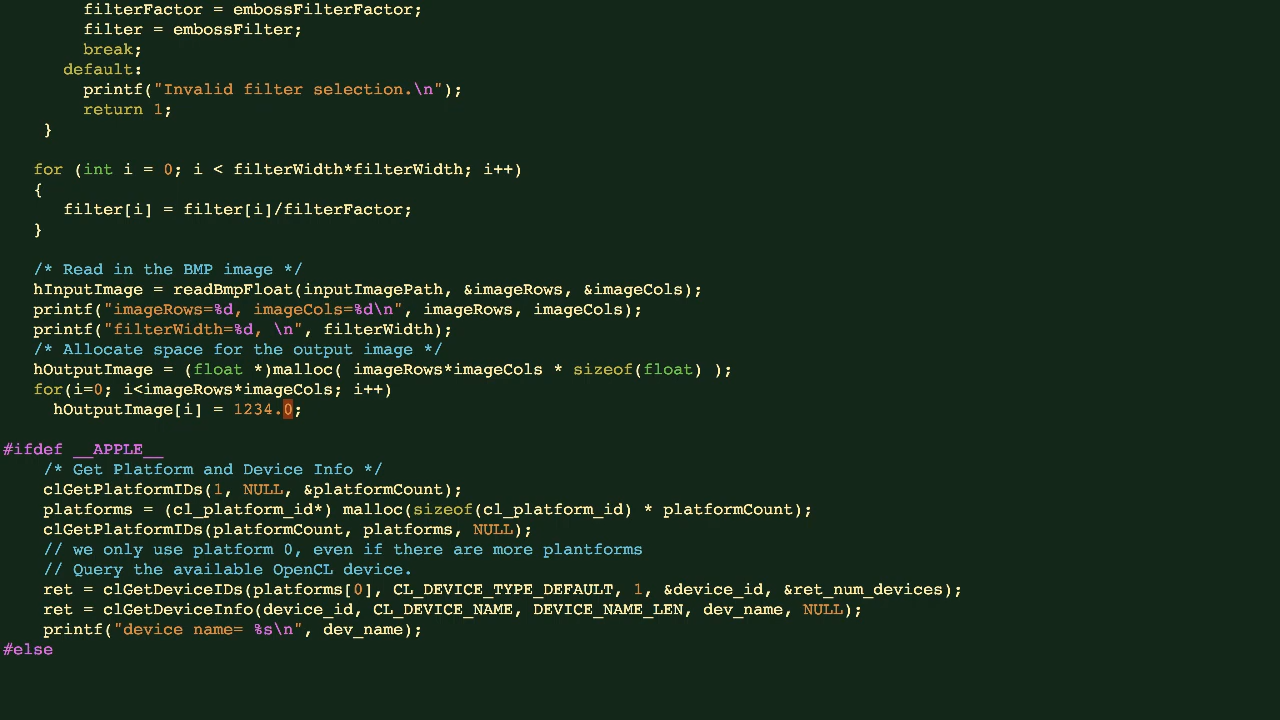 filterFactor = embossFilterFactor;
filter = embossFilter;
break;
default:
printf("Invalid filter selection.\n");
return 1;
}
for (int i = 0; i < filterWidth*filterWidth; i++)
{
filter[i] = filter[i]/filterFactor;
}
/* Read in the BMP image */
hInputImage = readBmpFloat(inputImagePath, &imageRows, &imageCols);
printf("imageRows=%d, imageCols=%d\n", imageRows, imageCols);
printf("filterWidth=%d, \n", filterWidth);
/* Allocate space for the output image */
hOutputImage = (float *)malloc( imageRows*imageCols * sizeof(float) );
for(i=0; i<imageRows*imageCols; i++)
hOutputImage[i] = 1234.0;
#ifdef __APPLE__
/* Get Platform and Device Info */
clGetPlatformIDs(1, NULL, &platformCount);
platforms = (cl_platform_id*) malloc(sizeof(cl_platform_id) * platformCount);
clGetPlatformIDs(platformCount, platforms, NULL);
// we only use platform 0, even if there are more plantforms
// Query the available OpenCL device.
ret = clGetDeviceIDs(platforms[0], CL_DEVICE_TYPE_DEFAULT, 1, &device_id, &ret_num_devices);
ret = clGetDeviceInfo(device_id, CL_DEVICE_NAME, DEVICE_NAME_LEN, dev_name, NULL);
printf("device name= %s\n", dev_name);
#else